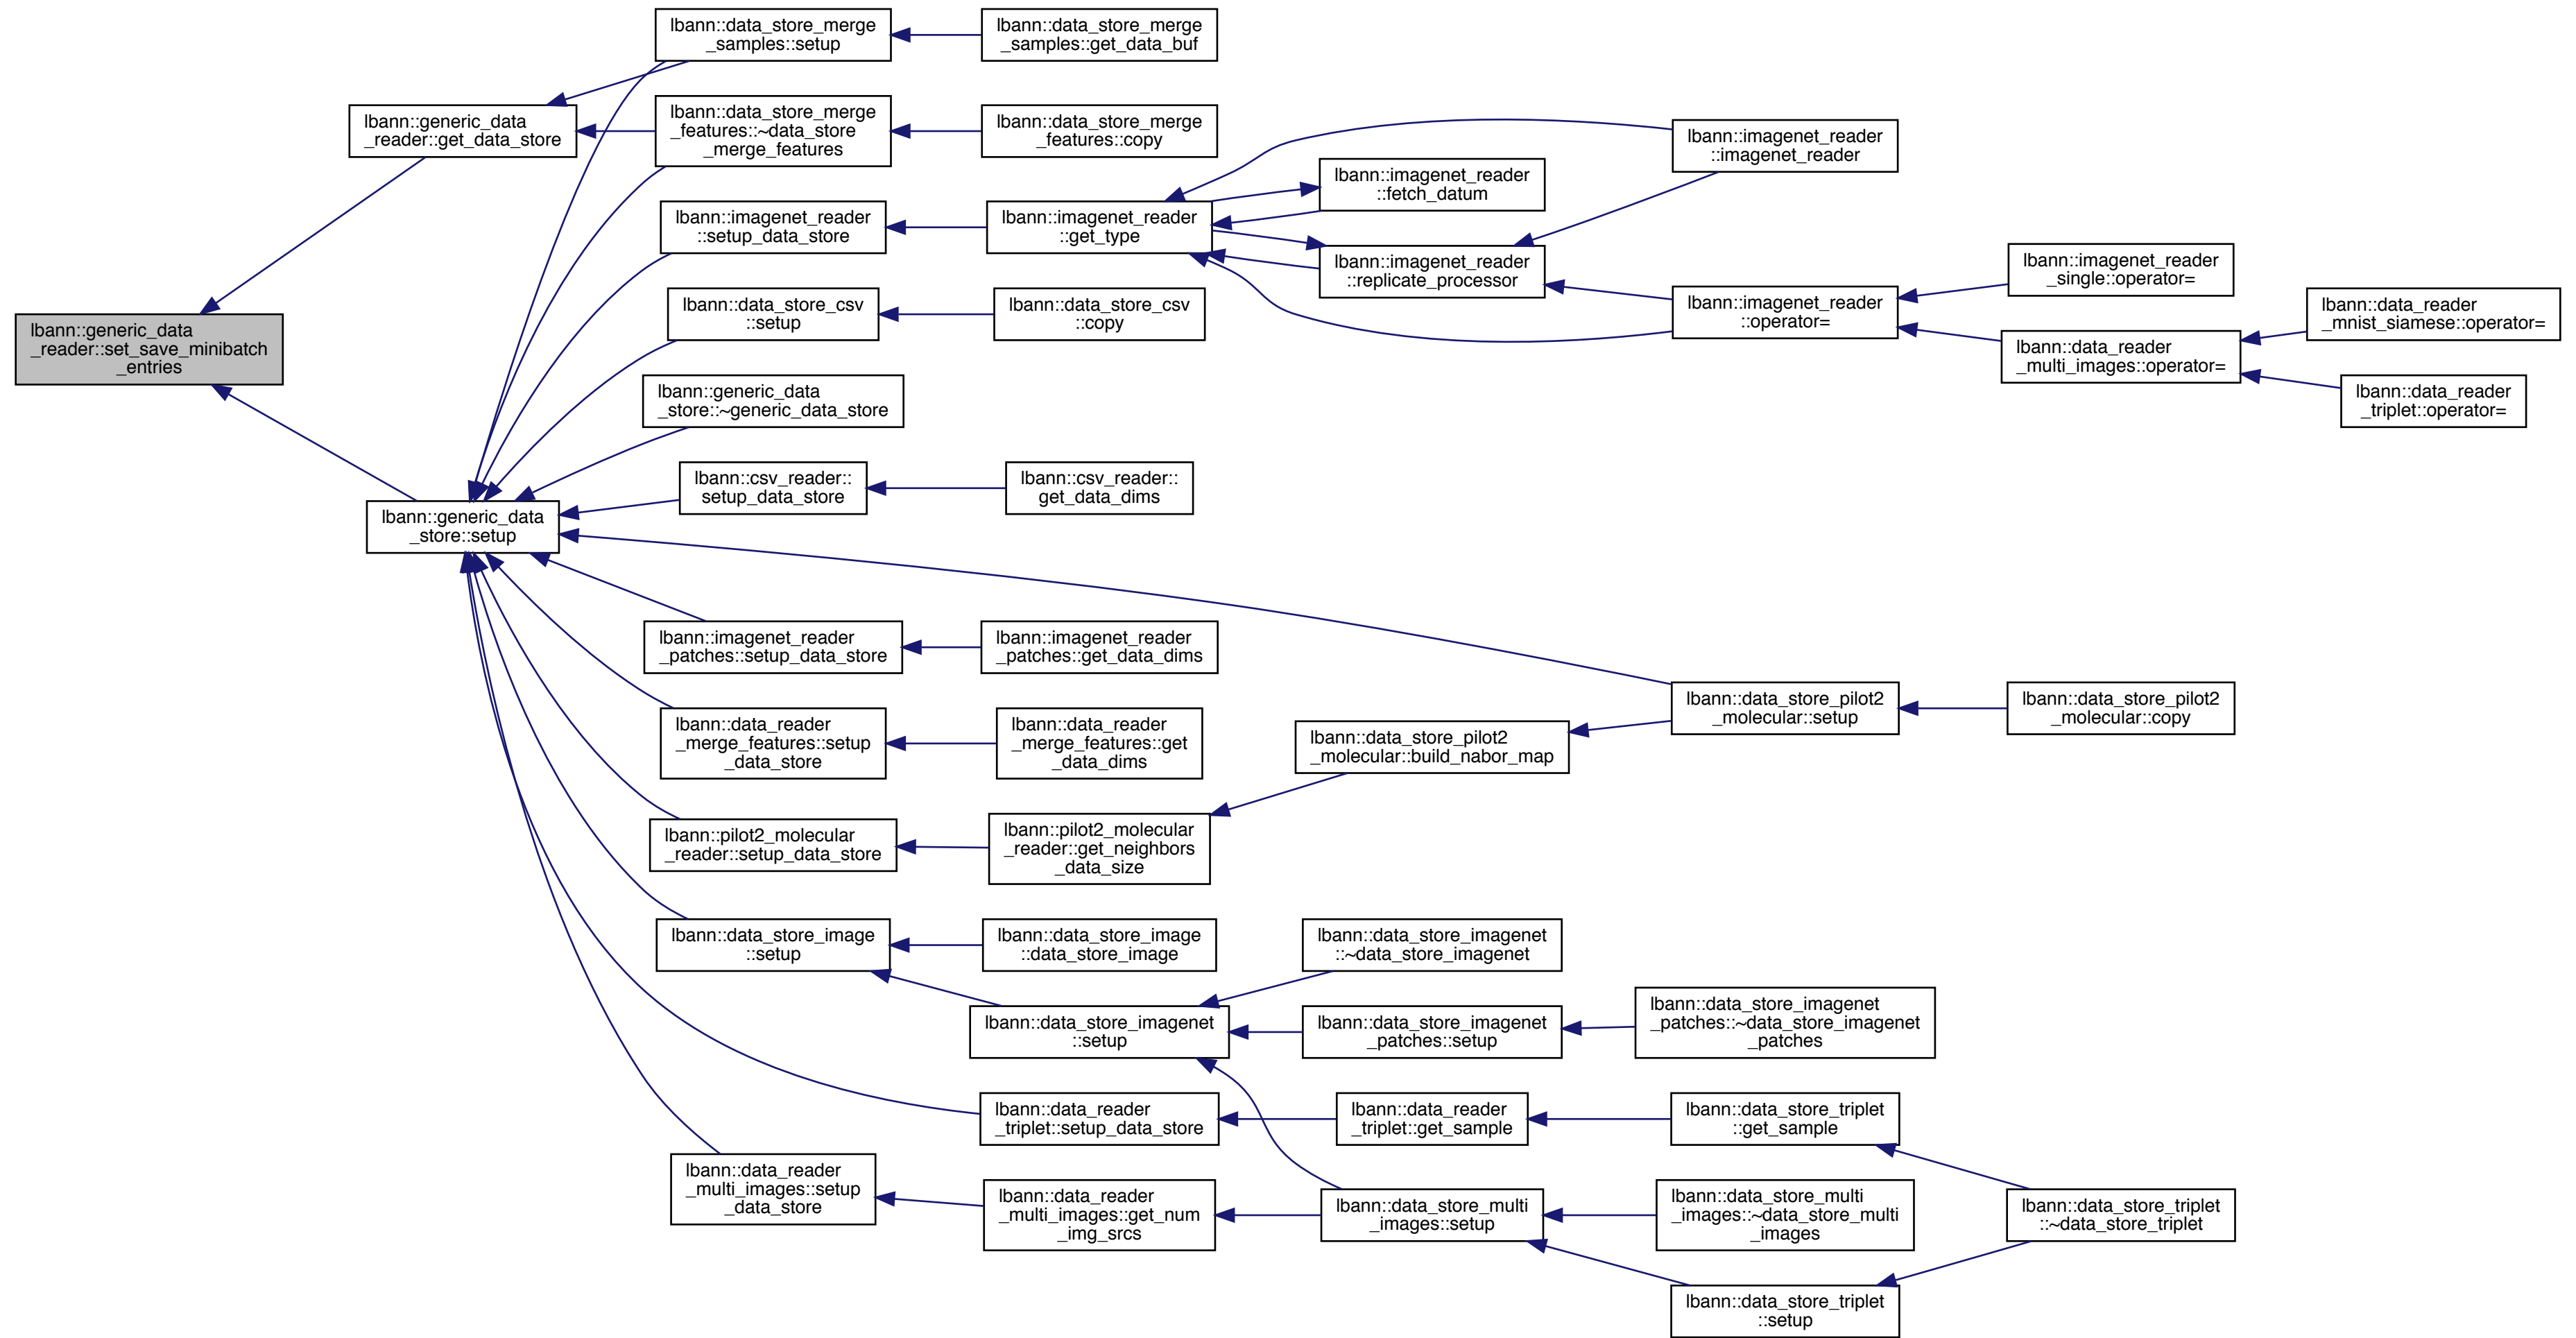 lbann::generic_data
_reader::set_save_minibatch
_entries
lbann::generic_data
_reader::get_data_store
lbann::generic_data
_store::setup
lbann::data_store_merge
_samples::setup
lbann::data_store_merge
_samples::get_data_buf
lbann::data_store_merge
_features::~data_store
_merge_features
lbann::data_store_merge
_features::copy
lbann::imagenet_reader
::setup_data_store
lbann::imagenet_reader
::get_type
lbann::imagenet_reader
::fetch_datum
lbann::imagenet_reader
::replicate_processor
lbann::imagenet_reader
::imagenet_reader
lbann::imagenet_reader
::operator=
lbann::imagenet_reader
_single::operator=
lbann::data_reader
_multi_images::operator=
lbann::data_reader
_mnist_siamese::operator=
lbann::data_reader
_triplet::operator=
lbann::data_store_csv
::setup
lbann::data_store_csv
::copy
lbann::generic_data
_store::~generic_data_store
lbann::csv_reader::
setup_data_store
lbann::csv_reader::
get_data_dims
lbann::imagenet_reader
_patches::setup_data_store
lbann::imagenet_reader
_patches::get_data_dims
lbann::data_reader
_merge_features::setup
_data_store
lbann::data_reader
_merge_features::get
_data_dims
lbann::pilot2_molecular
_reader::setup_data_store
lbann::pilot2_molecular
_reader::get_neighbors
_data_size
lbann::data_store_pilot2
_molecular::build_nabor_map
lbann::data_store_pilot2
_molecular::setup
lbann::data_store_pilot2
_molecular::copy
lbann::data_store_image
::setup
lbann::data_store_image
::data_store_image
lbann::data_store_imagenet
::setup
lbann::data_store_imagenet
::~data_store_imagenet
lbann::data_store_imagenet
_patches::setup
lbann::data_store_imagenet
_patches::~data_store_imagenet
_patches
lbann::data_reader
_triplet::setup_data_store
lbann::data_reader
_triplet::get_sample
lbann::data_store_triplet
::get_sample
lbann::data_reader
_multi_images::setup
_data_store
lbann::data_reader
_multi_images::get_num
_img_srcs
lbann::data_store_multi
_images::setup
lbann::data_store_multi
_images::~data_store_multi
_images
lbann::data_store_triplet
::~data_store_triplet
lbann::data_store_triplet
::setup